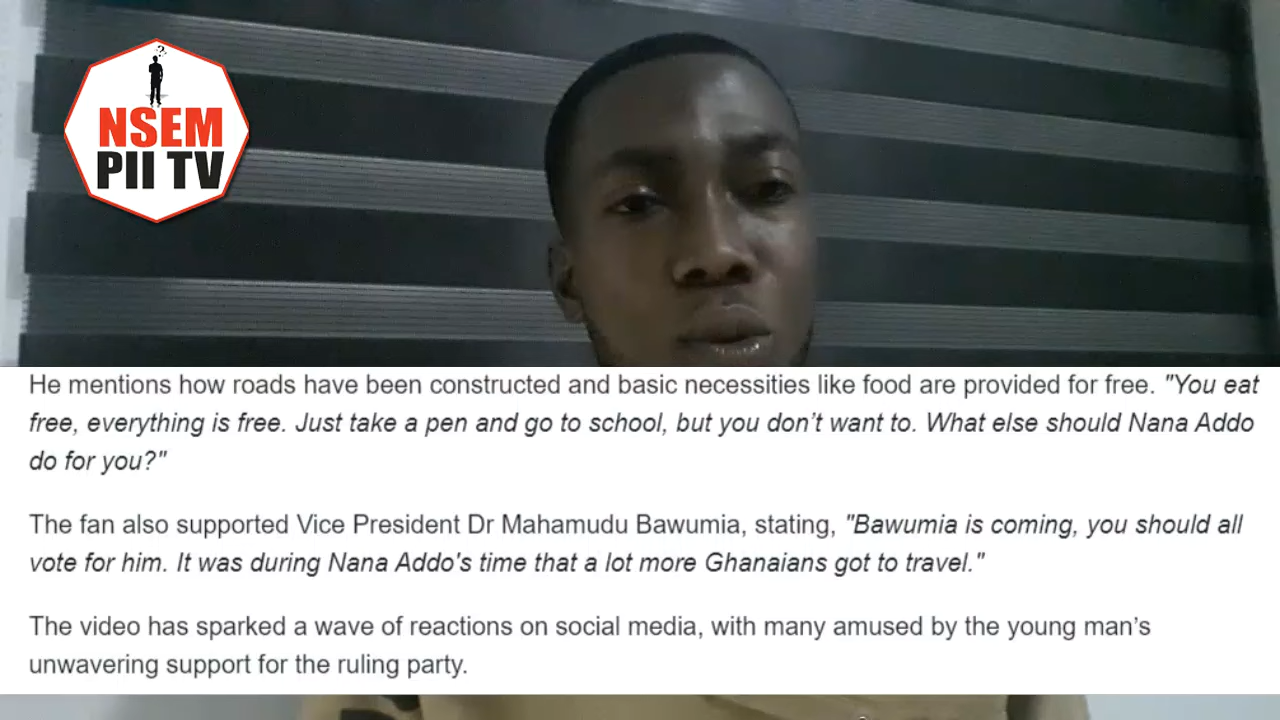 ?
NSEM
PII TV
He mentions how roads have been constructed and basic necessities like food are provided for free. "You eat
free, everything is free. Just take a pen and go to school, but you don’t want to. What else should Nana Addo
do for you?"
The fan also supported Vice President Dr Mahamudu Bawumia, stating, "Bawumia is coming, you should all
vote for him. It was during Nana Addo's time that a lot more Ghanaians got to travel."
The video has sparked a wave of reactions on social media, with many amused by the young man’s
unwavering support for the ruling party.